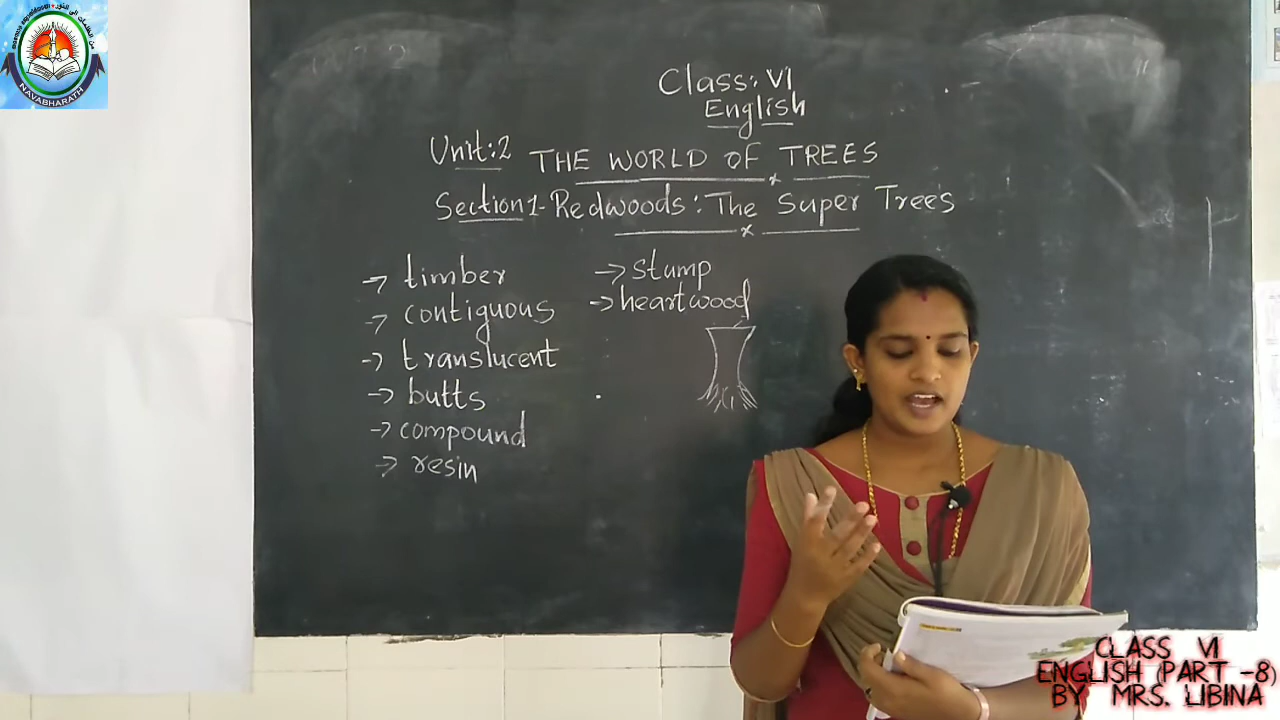 NAVABHARATH
Class: VI
English
Unit:2 THE WORLD OF TREES
Section 1- Redwoods: The Super Trees
→ timber
→ contiguous
→ translucent
→ butts
→ compound
→ resin
→ stump
→ heartwood
CLASS VI
ENGLISH (PART -8)
BY MRS. LIBINA